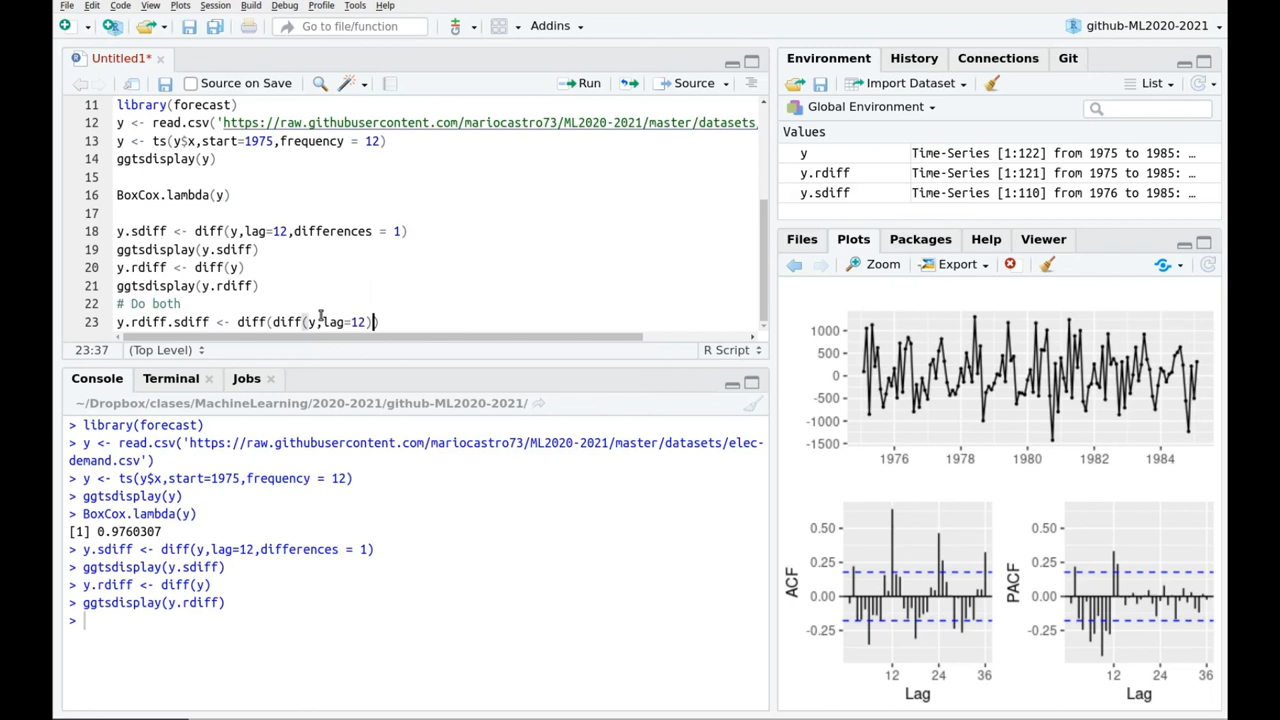 File Edit Code View Plots Session Build Debug Profile Tools Help
Go to file/function
Addins
github-ML2020-2021
Untitled1*
Source on Save
Run
Source
11 library(forecast)
12 y <- read.csv('https://raw.githubusercontent.com/mariocastro73/ML2020-2021/master/datasets/
13 y <- ts(y$x,start=1975,frequency = 12)
14 ggtsdisplay(y)
15
16 BoxCox.lambda(y)
17
18 y.sdiff <- diff(y,lag=12,differences = 1)
19 ggtsdisplay(y.sdiff)
20 y.rdiff <- diff(y)
21 ggtsdisplay(y.rdiff)
22 # Do both
23 y.rdiff.sdiff <- diff(diff(y,lag=12))
23:37 (Top Level) R Script
Console Terminal Jobs
~/Dropbox/clases/MachineLearning/2020-2021/github-ML2020-2021/
> library(forecast)
> y <- read.csv('https://raw.githubusercontent.com/mariocastro73/ML2020-2021/master/datasets/elec-
demand.csv')
> y <- ts(y$x,start=1975,frequency = 12)
> ggtsdisplay(y)
> BoxCox.lambda(y)
[1] 0.9760307
> y.sdiff <- diff(y,lag=12,differences = 1)
> ggtsdisplay(y.sdiff)
> y.rdiff <- diff(y)
> ggtsdisplay(y.rdiff)
>
Environment History Connections Git
Import Dataset
List
Global Environment
Values
y Time-Series [1:122] from 1975 to 1985: …
y.rdiff Time-Series [1:121] from 1975 to 1985: …
y.sdiff Time-Series [1:110] from 1976 to 1985: …
Files Plots Packages Help Viewer
Zoom Export
1000
500
0
-500
-1000
-1500
1976 1978 1980 1982 1984
ACF
0.50
0.25
0.00
-0.25
12 24 36
Lag
PACF
0.50
0.25
0.00
-0.25
12 24 36
Lag